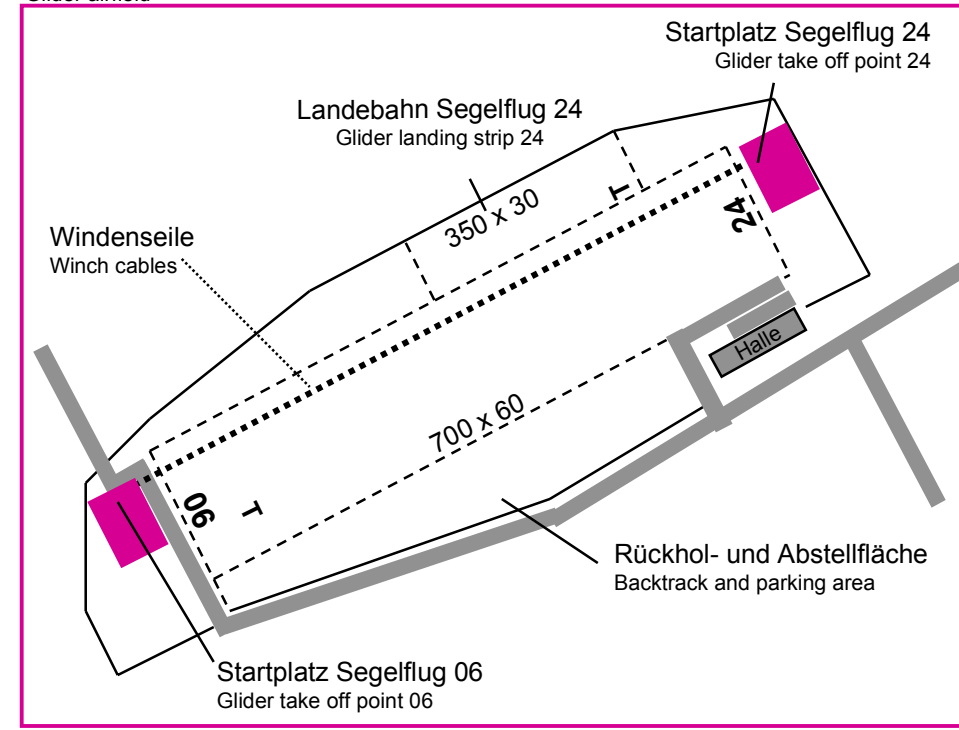 Glider airfield
Startplatz Segelflug 24
Glider take off point 24
Landebahn Segelflug 24
Glider landing strip 24
350 x 30
T
24
Windenseile
Winch cables
Halle
700 x 60
06
T
Rückhol- und Abstellfläche
Backtrack and parking area
Startplatz Segelflug 06
Glider take off point 06